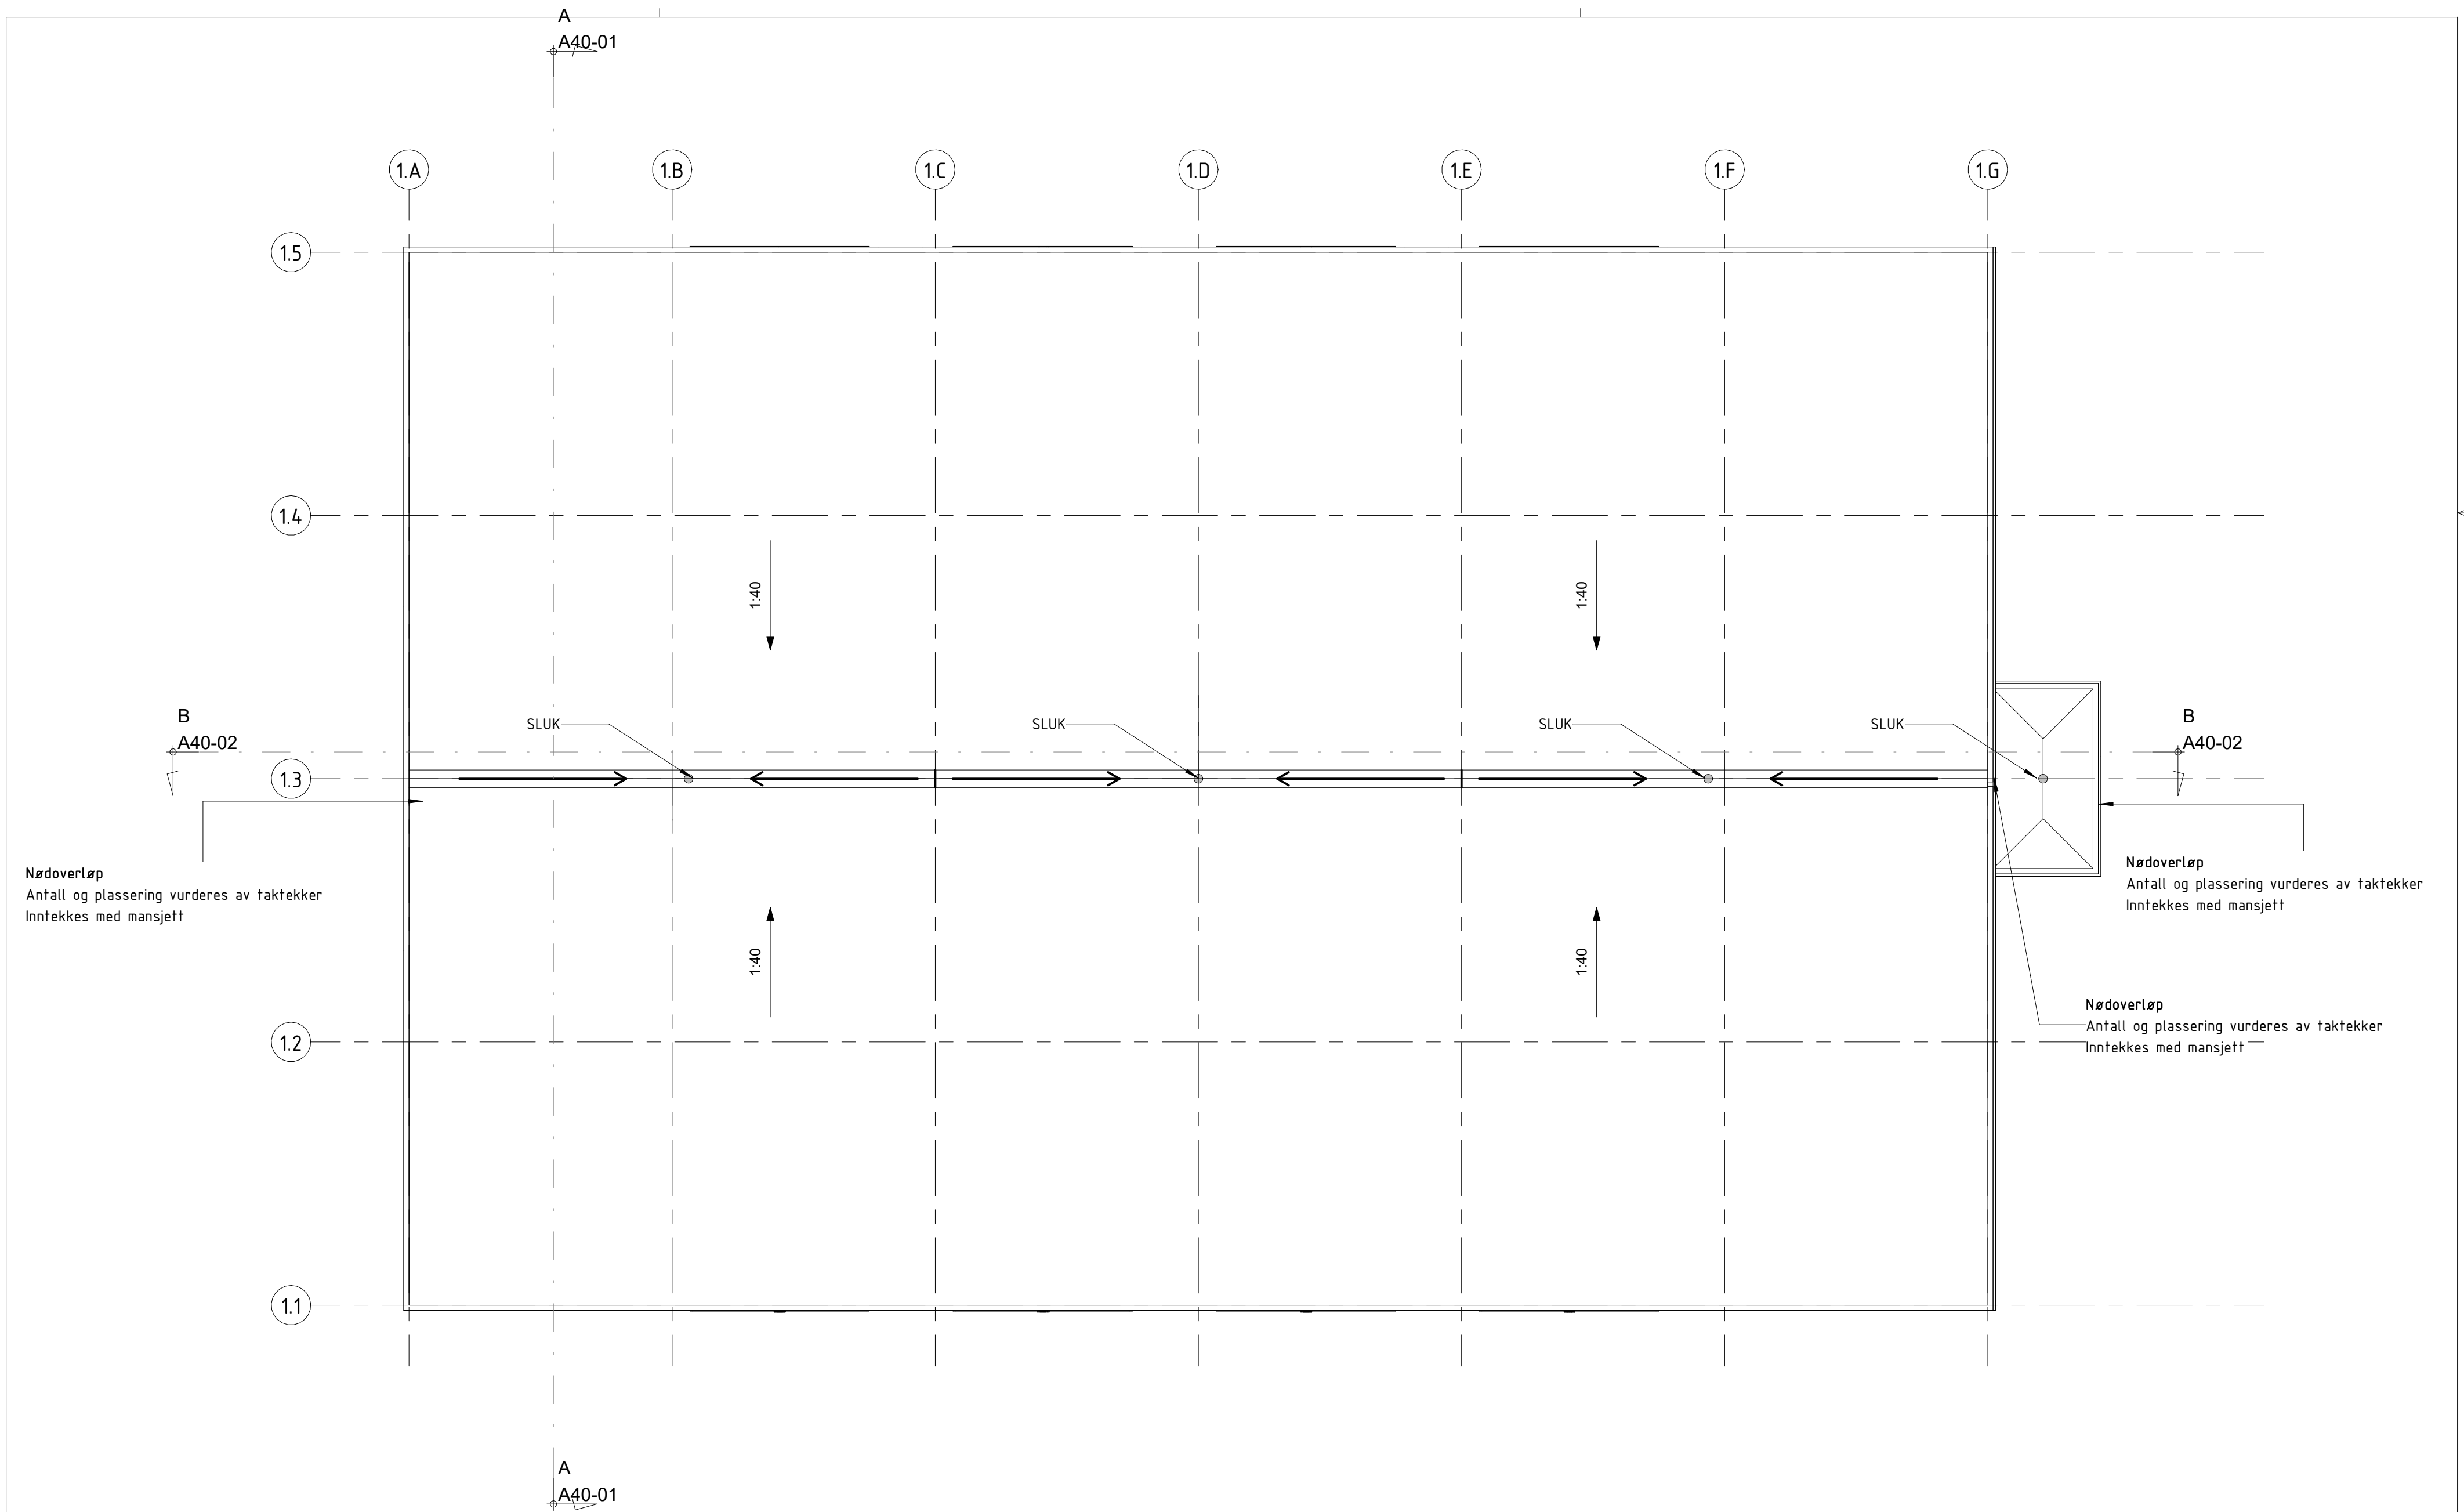 A
A40-01
1.A
1.B
1.C
1.D
1.E
1.F
1.G
1.5
1.4
1:40
1:40
B
A40-02
SLUK
SLUK
SLUK
SLUK
B
A40-02
1.3
Nødoverløp
Antall og plassering vurderes av taktekker
Inntekkes med mansjett
Nødoverløp
Antall og plassering vurderes av taktekker
Inntekkes med mansjett
1:40
1:40
Nødoverløp
Antall og plassering vurderes av taktekker
Inntekkes med mansjett
1.2
1.1
A
A40-01